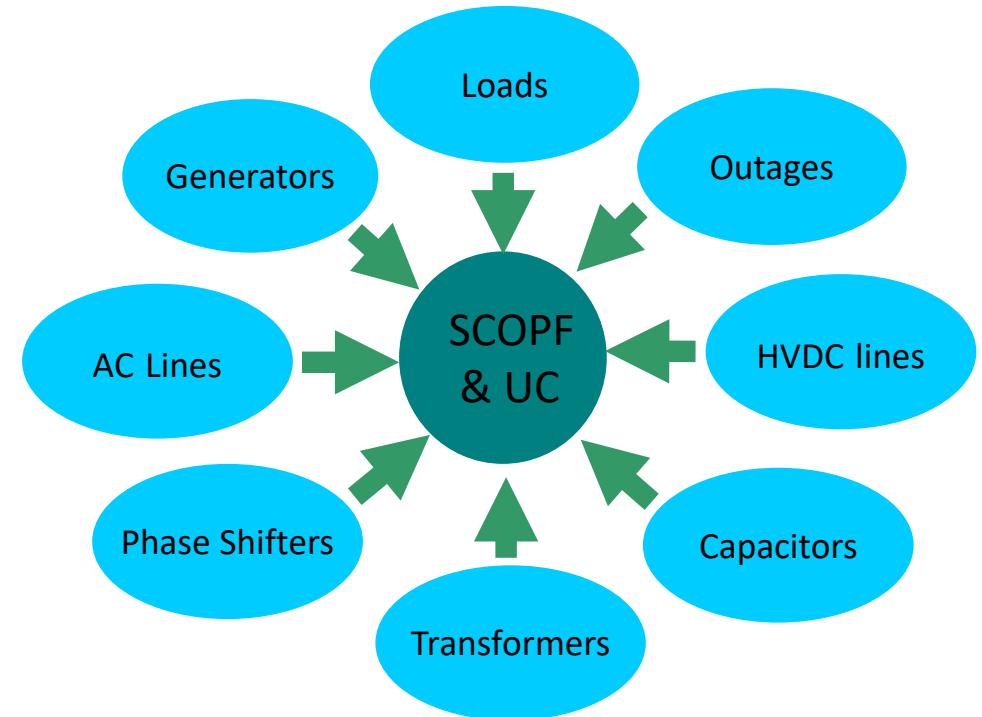 Loads
Generators
Outages
SCOPF
& UC
AC Lines
HVDC lines
Phase Shifters
Capacitors
Transformers